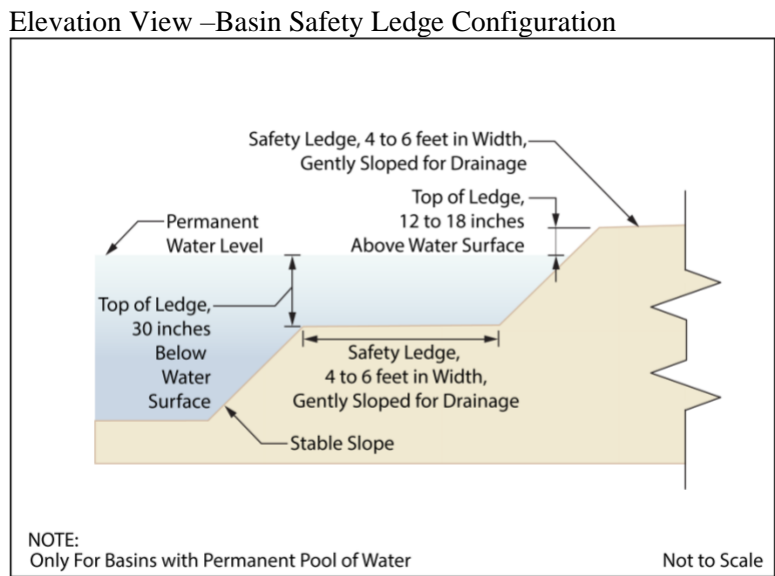 Elevation View –Basin Safety Ledge Configuration
Safety Ledge, 4 to 6 feet in Width,
Gently Sloped for Drainage
Top of Ledge,
12 to 18 inches
Above Water Surface
Permanent
Water Level
Top of Ledge,
30 inches
Below
Water
Surface
Safety Ledge,
4 to 6 feet in Width,
Gently Sloped for Drainage
Stable Slope
NOTE:
Only For Basins with Permanent Pool of Water
Not to Scale